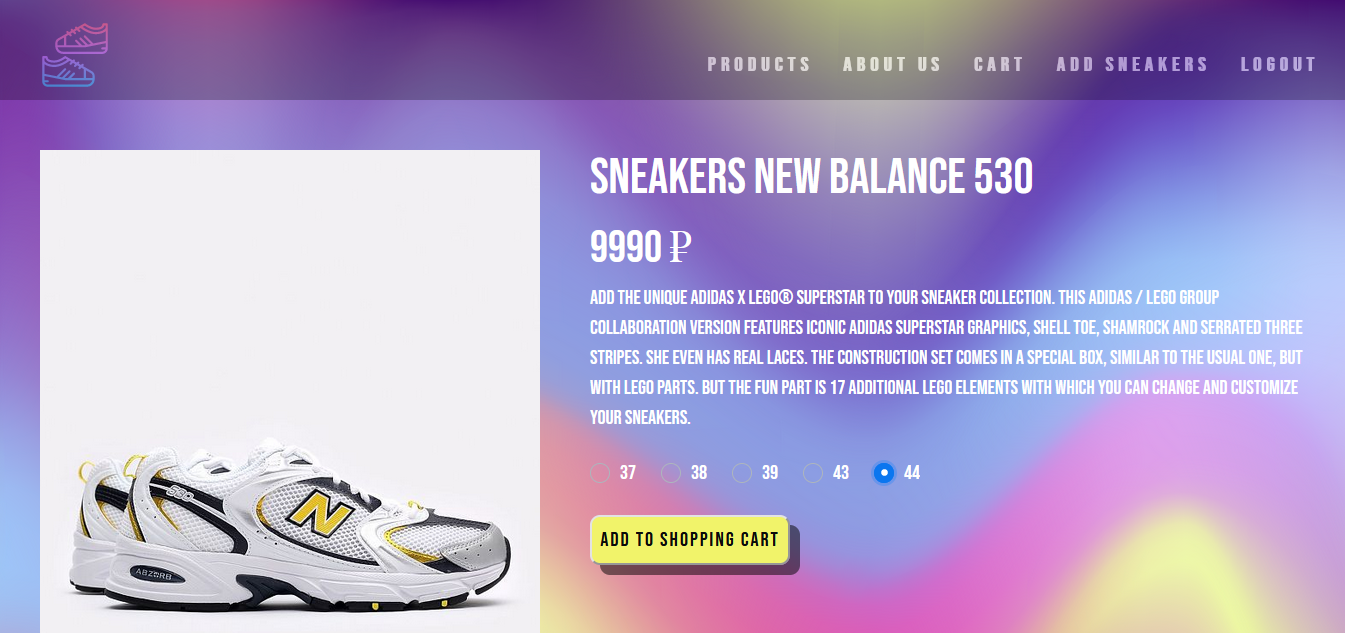 PRODUCTS ABOUT US CART ADD SNEAKERS LOGOUT
SNEAKERS NEW BALANCE 530
9990 ₽
ADD THE UNIQUE ADIDAS X LEGO® SUPERSTAR TO YOUR SNEAKER COLLECTION. THIS ADIDAS / LEGO GROUP
COLLABORATION VERSION FEATURES ICONIC ADIDAS SUPERSTAR GRAPHICS, SHELL TOE, SHAMROCK AND SERRATED THREE
STRIPES. SHE EVEN HAS REAL LACES. THE CONSTRUCTION SET COMES IN A SPECIAL BOX, SIMILAR TO THE USUAL ONE, BUT
WITH LEGO PARTS. BUT THE FUN PART IS 17 ADDITIONAL LEGO ELEMENTS WITH WHICH YOU CAN CHANGE AND CUSTOMIZE
YOUR SNEAKERS.
37 38 39 43 44
ADD TO SHOPPING CART
530
N
ABZORB